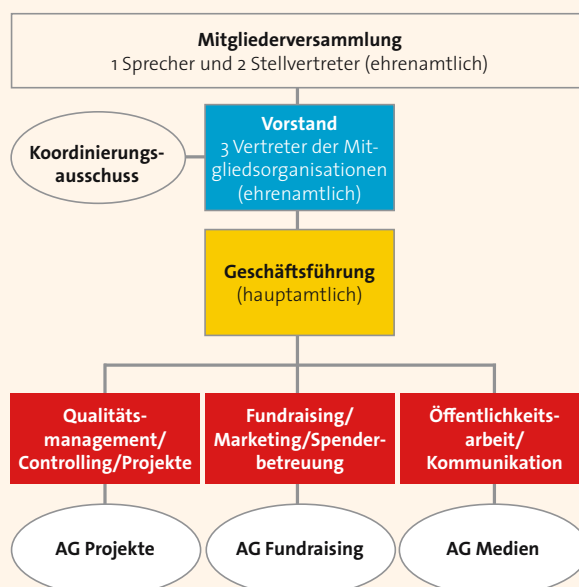 Mitgliederversammlung
1 Sprecher und 2 Stellvertreter (ehrenamtlich)
Vorstand
3 Vertreter der Mit-
gliedsorganisationen
(ehrenamtlich)
Koordinierungs-
ausschuss
Geschäftsführung
(hauptamtlich)
Qualitäts-
management/
Controlling/Projekte
Fundraising/
Marketing/Spender-
betreuung
Öffentlichkeits-
arbeit/
Kommunikation
AG Projekte
AG Fundraising
AG Medien